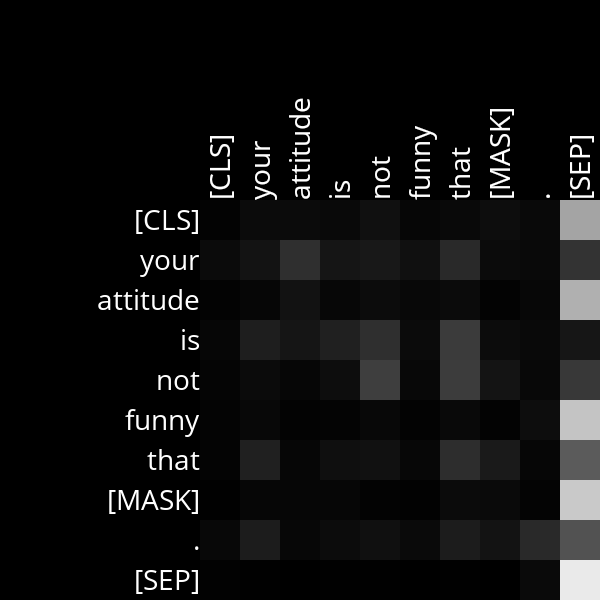 [CLS] your attitude is not funny that [MASK] . [SEP]
[CLS]
your
attitude
is
not
funny
that
[MASK]
.
[SEP]